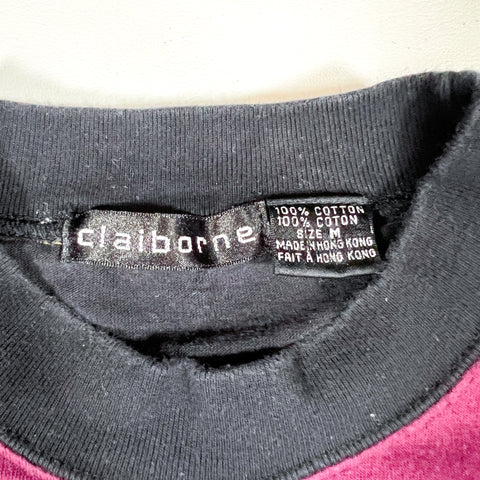 claiborne
100% COTTON
100% COTON
SIZE M
MADE IN HONG KONG
FAIT À HONG KONG